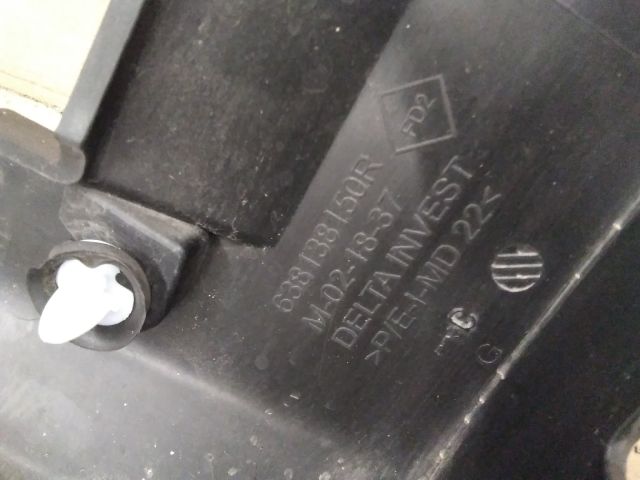 FD2
638138150R
M-02-18-37
DELTA INVEST
>P/E-I-MD 22<
C
G